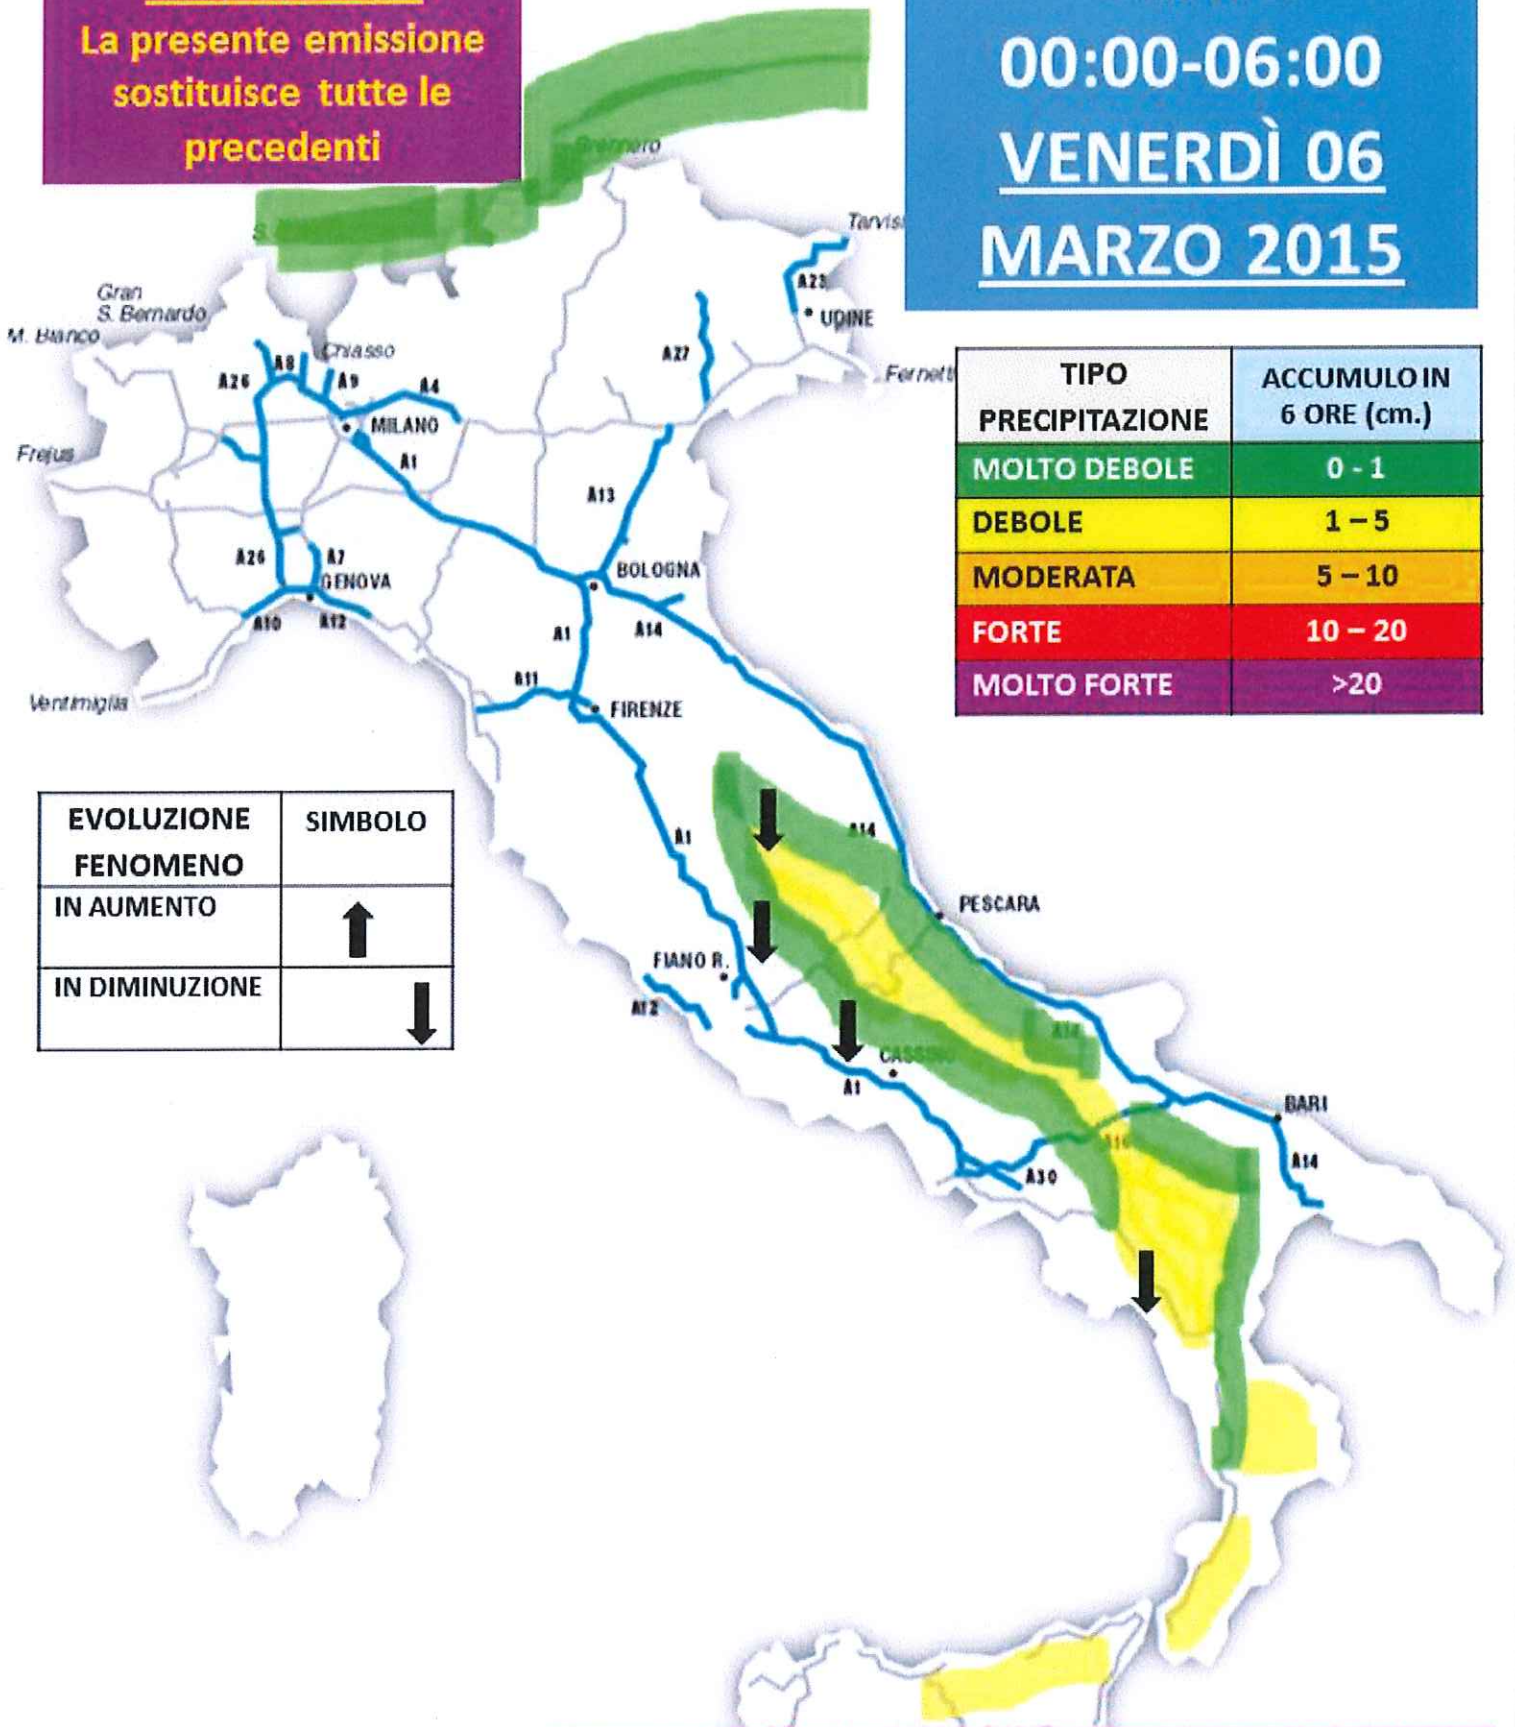 La presente emissione
sostituisce tutte le
precedenti
00:00-06:00
VENERDÌ 06
MARZO 2015
Brennero
Tarvisi
Gran
S. Bernardo
M. Bianco
Chiasso
Frejus
Ventimiglia
Fernett
A23
UDINE
A27
A8
A26
A9
A4
MILANO
A1
A13
A26
A7
GENOVA
A10
A12
BOLOGNA
A1
A14
A11
FIRENZE
TIPO
PRECIPITAZIONE
ACCUMULO IN
6 ORE (cm.)
MOLTO DEBOLE
0 - 1
DEBOLE
1 – 5
MODERATA
5 – 10
FORTE
10 – 20
MOLTO FORTE
>20
EVOLUZIONE
FENOMENO
SIMBOLO
IN AUMENTO
IN DIMINUZIONE
A1
A14
PESCARA
FIANO R.
A12
A14
CASSINO
A1
A16
A30
BARI
A14